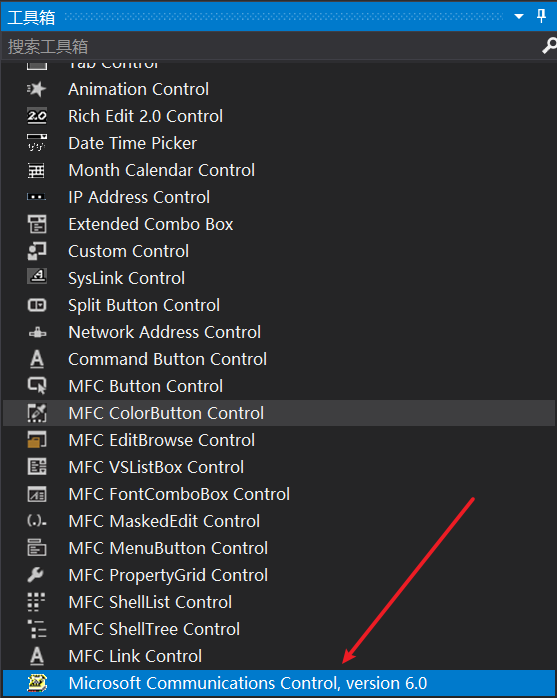 工具箱
搜索工具箱
Tab Control
Animation Control
Rich Edit 2.0 Control
Date Time Picker
Month Calendar Control
IP Address Control
Extended Combo Box
Custom Control
SysLink Control
Split Button Control
Network Address Control
Command Button Control
MFC Button Control
MFC ColorButton Control
MFC EditBrowse Control
MFC VSListBox Control
MFC FontComboBox Control
MFC MaskedEdit Control
MFC MenuButton Control
MFC PropertyGrid Control
MFC ShellList Control
MFC ShellTree Control
MFC Link Control
Microsoft Communications Control, version 6.0